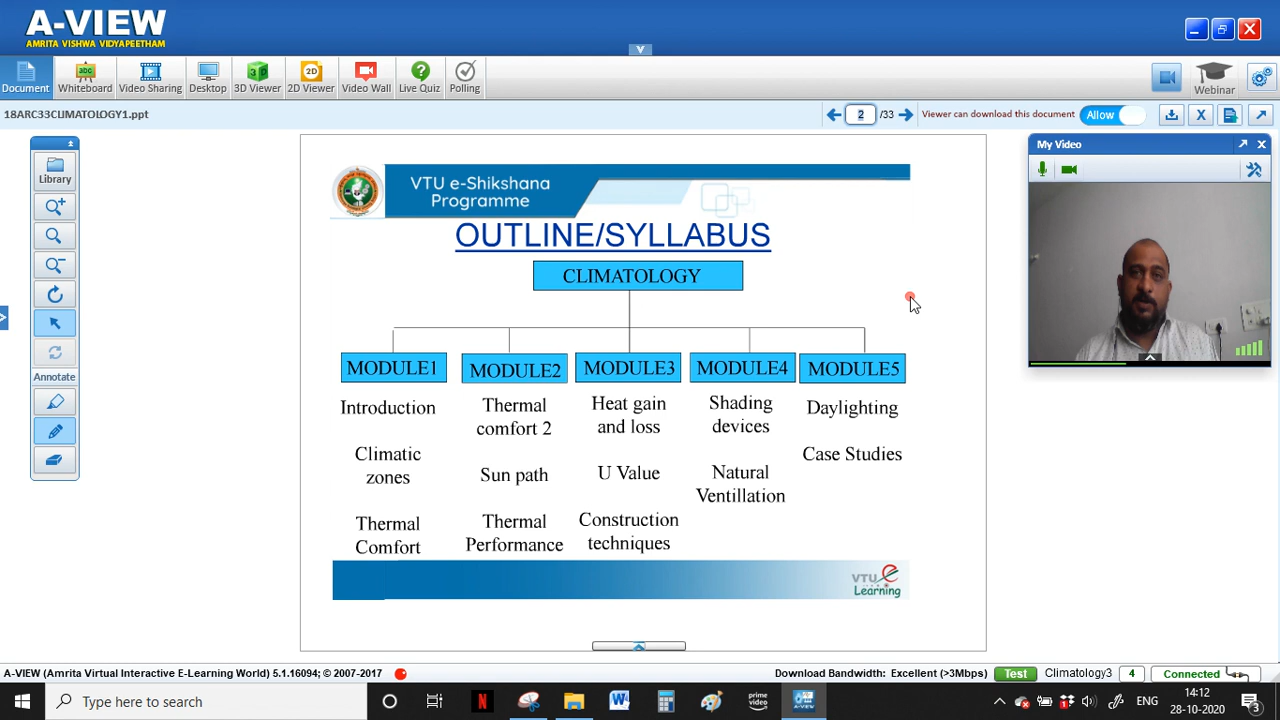 A-VIEW
AMRITA VISHWA VIDYAPEETHAM
Document
Whiteboard
Video Sharing
Desktop
3D Viewer
2D Viewer
Video Wall
Live Quiz
Polling
Webinar
18ARC33CLIMATOLOGY1.ppt
2 /33
Viewer can download this document
Allow
Library
Annotate
My Video
VTU e-Shikshana
Programme
OUTLINE/SYLLABUS
CLIMATOLOGY
MODULE1
Introduction
Climatic
zones
Thermal
Comfort
MODULE2
Thermal
comfort 2
Sun path
Thermal
Performance
MODULE3
Heat gain
and loss
U Value
Construction
techniques
MODULE4
Shading
devices
Natural
Ventillation
MODULE5
Daylighting
Case Studies
VTU e
Learning
A-VIEW (Amrita Virtual Interactive E-Learning World) 5.1.16094; © 2007-2017
Download Bandwidth: Excellent (>3Mbps)
Test
Climatology3
4
Connected
Type here to search
prime
video
A-VIEW
ENG
14:12
28-10-2020
3